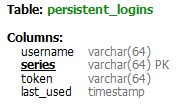 Table: persistent_logins
Columns:
username varchar(64)
series varchar(64) PK
token varchar(64)
last_used timestamp